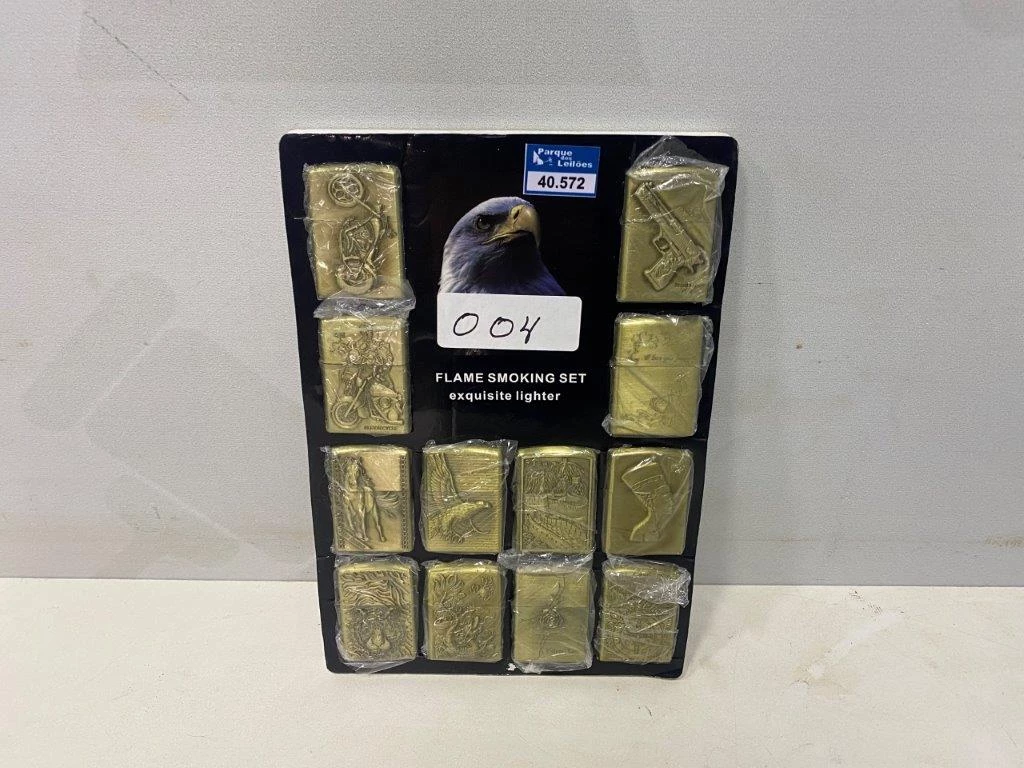 Parque
dos
Leilões
40.572
004
FLAME SMOKING SET
exquisite lighter